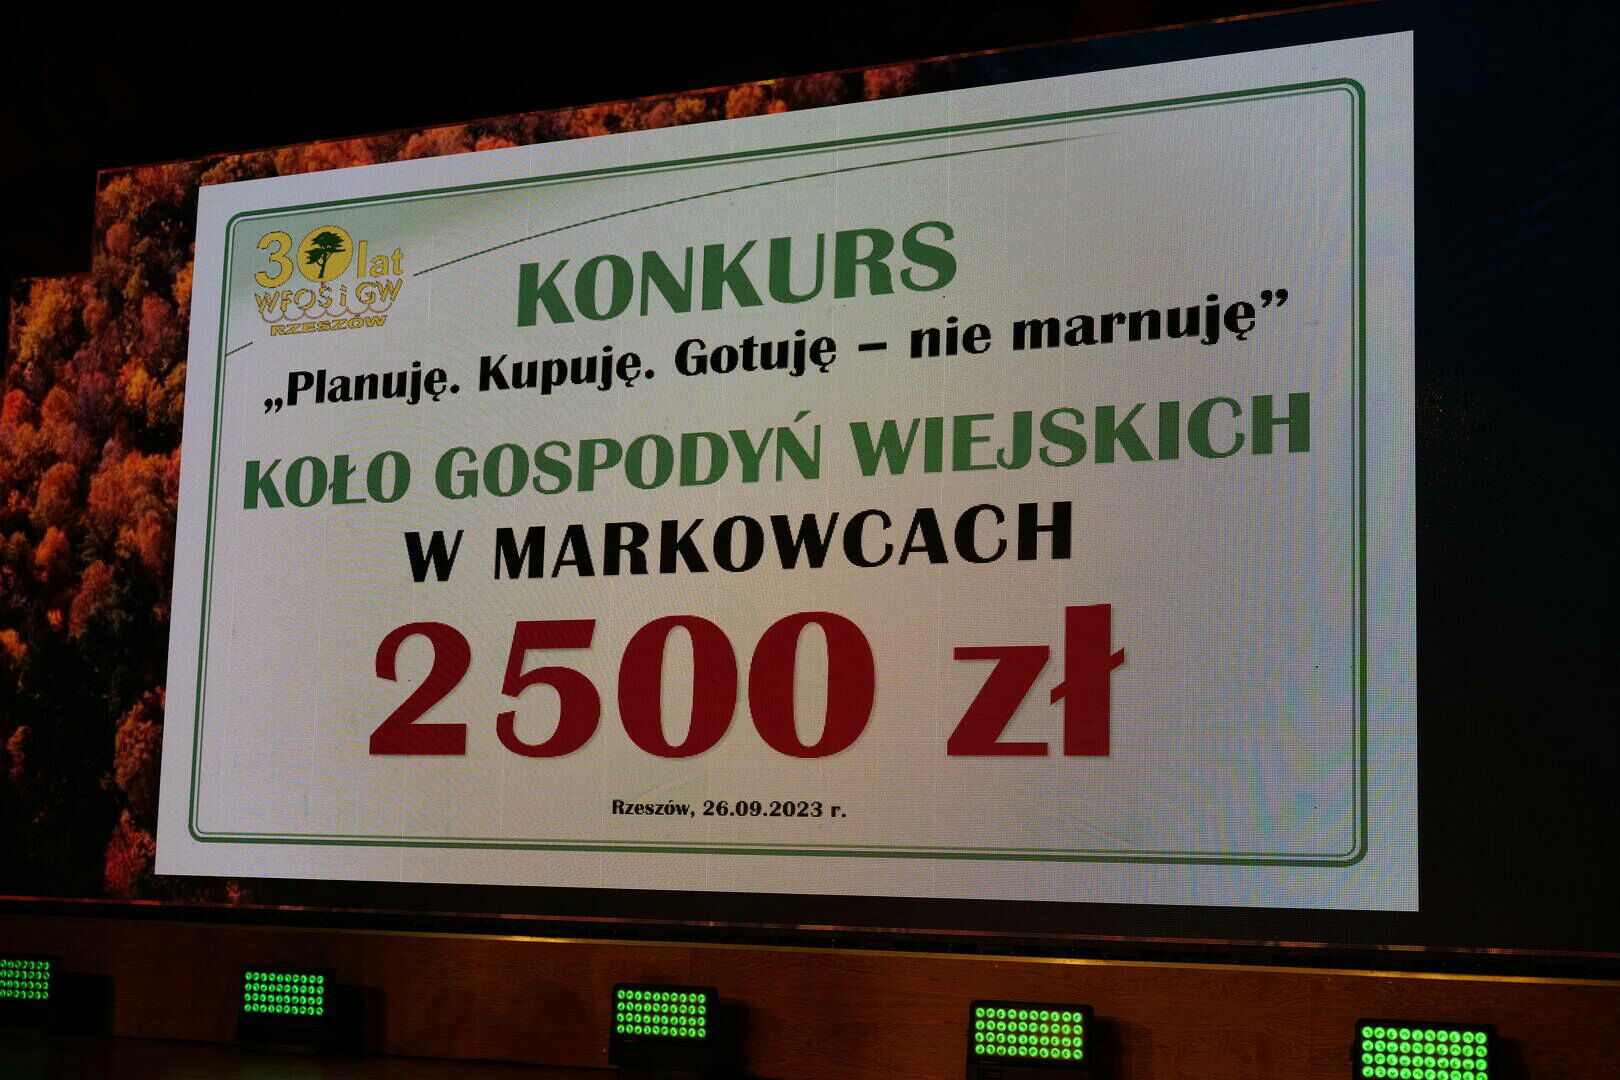 30 lat
WFOŚ i GW
RZESZÓW
KONKURS
„Planuję. Kupuję. Gotuję – nie marnuję”
KOŁO GOSPODYŃ WIEJSKICH
W MARKOWCACH
2500 zł
Rzeszów, 26.09.2023 r.